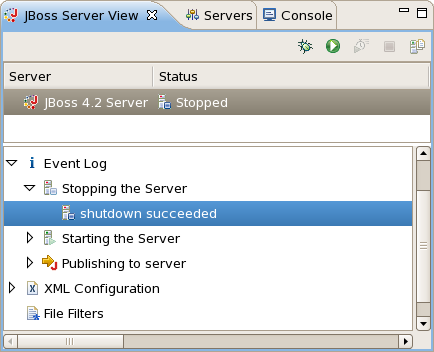 JBoss Server View Servers Console
Server Status
JBoss 4.2 Server Stopped
Event Log
Stopping the Server
shutdown succeeded
Starting the Server
Publishing to server
XML Configuration
File Filters